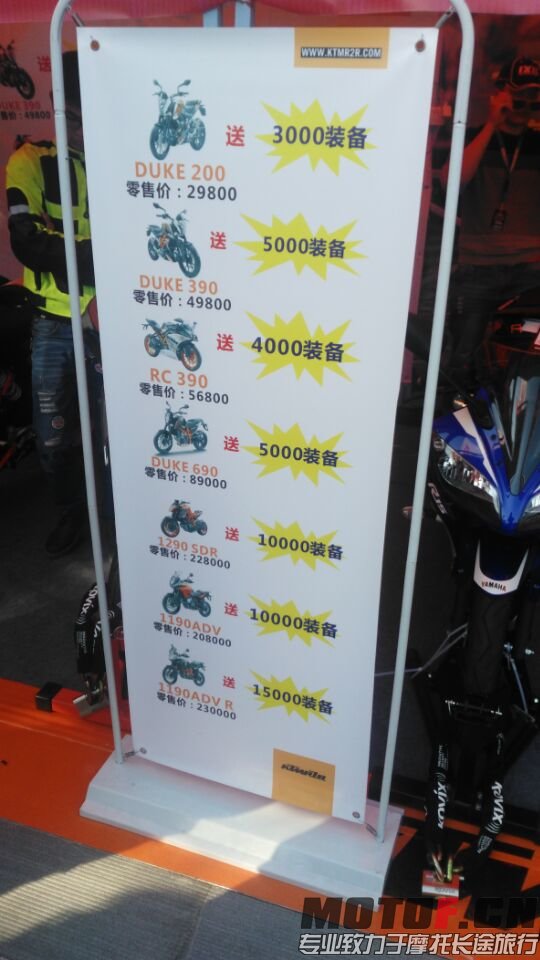 WWW.KTMR2R.COM
DUKE 200
零售价：29800
送
3000装备
DUKE 390
零售价：49800
送
5000装备
RC 390
零售价：56800
送
4000装备
DUKE 690
零售价：89000
送
5000装备
1290 SDR
零售价：228000
送
10000装备
1190ADV
零售价：208000
送
10000装备
1190ADV R
零售价：230000
送
15000装备
KTMR2R
送
DUKE 390
零售价：49800
R15
YAMAHA
KOVIX
KOVIX
KOVIX
MOTOF.CN
专业致力于摩托长途旅行